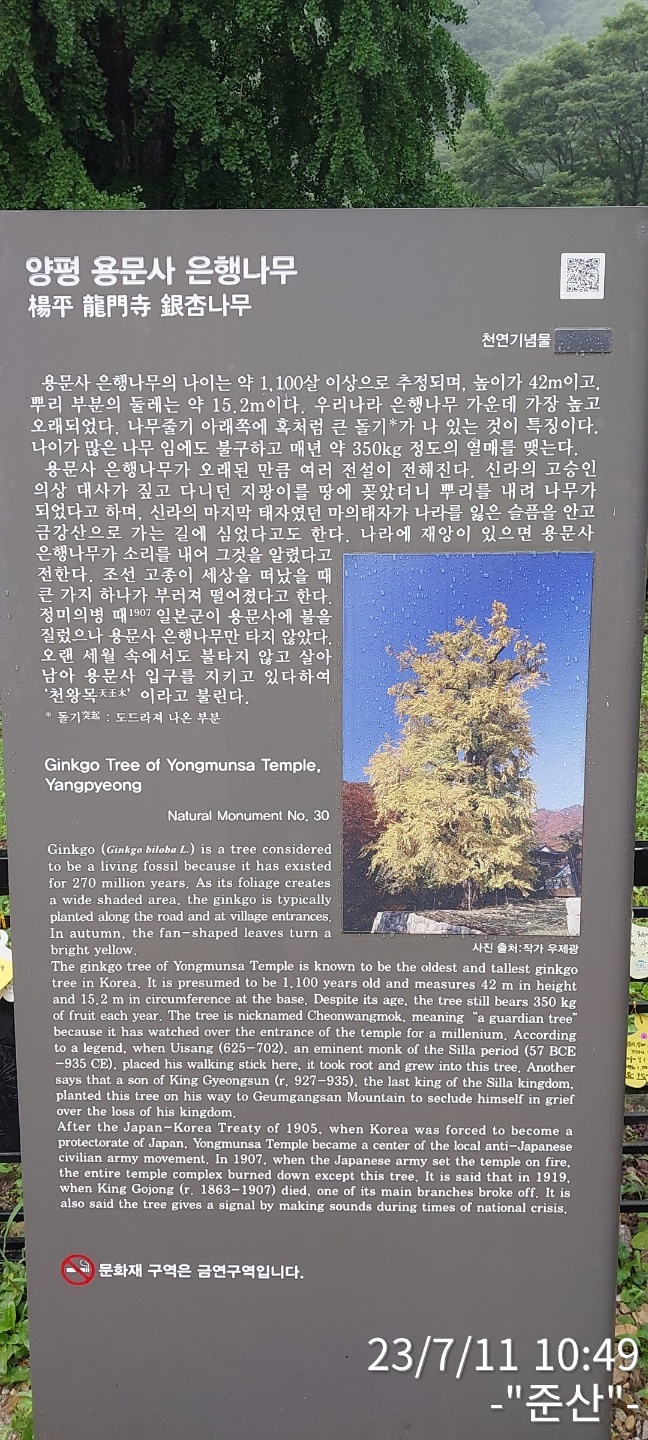 양평 용문사 은행나무
楊平 龍門寺 銀杏나무
천연기념물
용문사 은행나무의 나이는 약 1,100살 이상으로 추정되며, 높이가 42m이고,
뿌리 부분의 둘레는 약 15.2m이다. 우리나라 은행나무 가운데 가장 높고
오래되었다. 나무줄기 아래쪽에 혹처럼 큰 돌기*가 나 있는 것이 특징이다.
나이가 많은 나무 임에도 불구하고 매년 약 350kg 정도의 열매를 맺는다.
용문사 은행나무가 오래된 만큼 여러 전설이 전해진다. 신라의 고승인
의상 대사가 짚고 다니던 지팡이를 땅에 꽂았더니 뿌리를 내려 나무가
되었다고 하며, 신라의 마지막 태자였던 마의태자가 나라를 잃은 슬픔을 안고
금강산으로 가는 길에 심었다고도 한다. 나라에 재앙이 있으면 용문사
은행나무가 소리를 내어 그것을 알렸다고
전한다. 조선 고종이 세상을 떠났을 때
큰 가지 하나가 부러져 떨어졌다고 한다.
정미의병 때1907 일본군이 용문사에 불을
질렀으나 용문사 은행나무만 타지 않았다.
오랜 세월 속에서도 불타지 않고 살아
남아 용문사 입구를 지키고 있다하여
‘천왕목天王木’ 이라고 불린다.
* 돌기突起 : 도드라져 나온 부분
Ginkgo Tree of Yongmunsa Temple,
Yangpyeong
Natural Monument No. 30
Ginkgo (Ginkgo biloba L.) is a tree considered
to be a living fossil because it has existed
for 270 million years. As its foliage creates
a wide shaded area, the ginkgo is typically
planted along the road and at village entrances.
In autumn, the fan-shaped leaves turn a
bright yellow.
사진 출처:작가 우제광
The ginkgo tree of Yongmunsa Temple is known to be the oldest and tallest ginkgo
tree in Korea. It is presumed to be 1,100 years old and measures 42 m in height
and 15.2 m in circumference at the base. Despite its age, the tree still bears 350 kg
of fruit each year. The tree is nicknamed Cheonwangmok, meaning “a guardian tree”
because it has watched over the entrance of the temple for a millenium. According
to a legend, when Uisang (625-702), an eminent monk of the Silla period (57 BCE
-935 CE), placed his walking stick here, it took root and grew into this tree. Another
says that a son of King Gyeongsun (r. 927-935), the last king of the Silla kingdom,
planted this tree on his way to Geumgangsan Mountain to seclude himself in grief
over the loss of his kingdom.
After the Japan-Korea Treaty of 1905, when Korea was forced to become a
protectorate of Japan, Yongmunsa Temple became a center of the local anti-Japanese
civilian army movement. In 1907, when the Japanese army set the temple on fire,
the entire temple complex burned down except this tree. It is said that in 1919,
when King Gojong (r. 1863-1907) died, one of its main branches broke off. It is
also said the tree gives a signal by making sounds during times of national crisis.
문화재 구역은 금연구역입니다.
23/7/11 10:49
-"준산"-